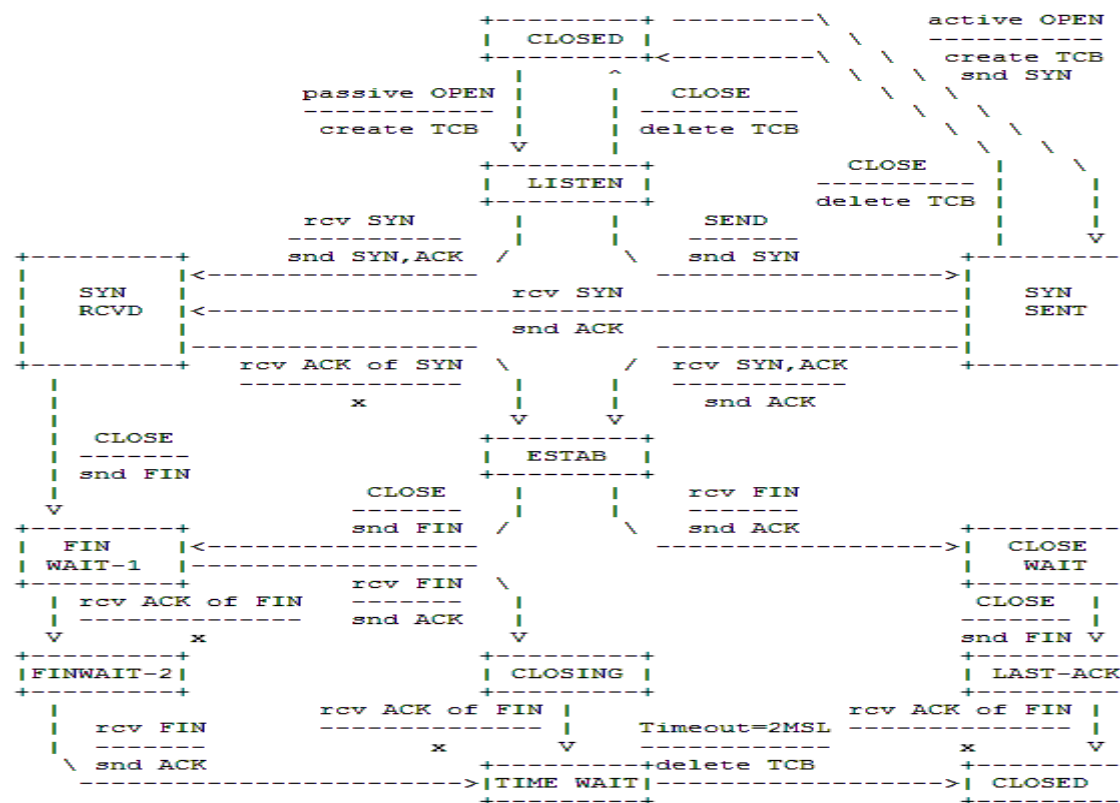 active OPEN
CLOSED
create TCB
snd SYN
passive OPEN
CLOSE
create TCB
delete TCB
LISTEN
CLOSE
delete TCB
rcv SYN
SEND
snd SYN,ACK
snd SYN
SYN
RCVD
rcv SYN
SYN
SENT
snd ACK
rcv ACK of SYN
rcv SYN,ACK
x
snd ACK
CLOSE
snd FIN
ESTAB
CLOSE
rcv FIN
snd FIN
snd ACK
FIN
WAIT-1
CLOSE
WAIT
rcv FIN
rcv ACK of FIN
snd ACK
CLOSE
x
snd FIN
FINWAIT-2
CLOSING
LAST-ACK
rcv ACK of FIN
rcv ACK of FIN
rcv FIN
Timeout=2MSL
x
x
snd ACK
delete TCB
TIME WAIT
CLOSED